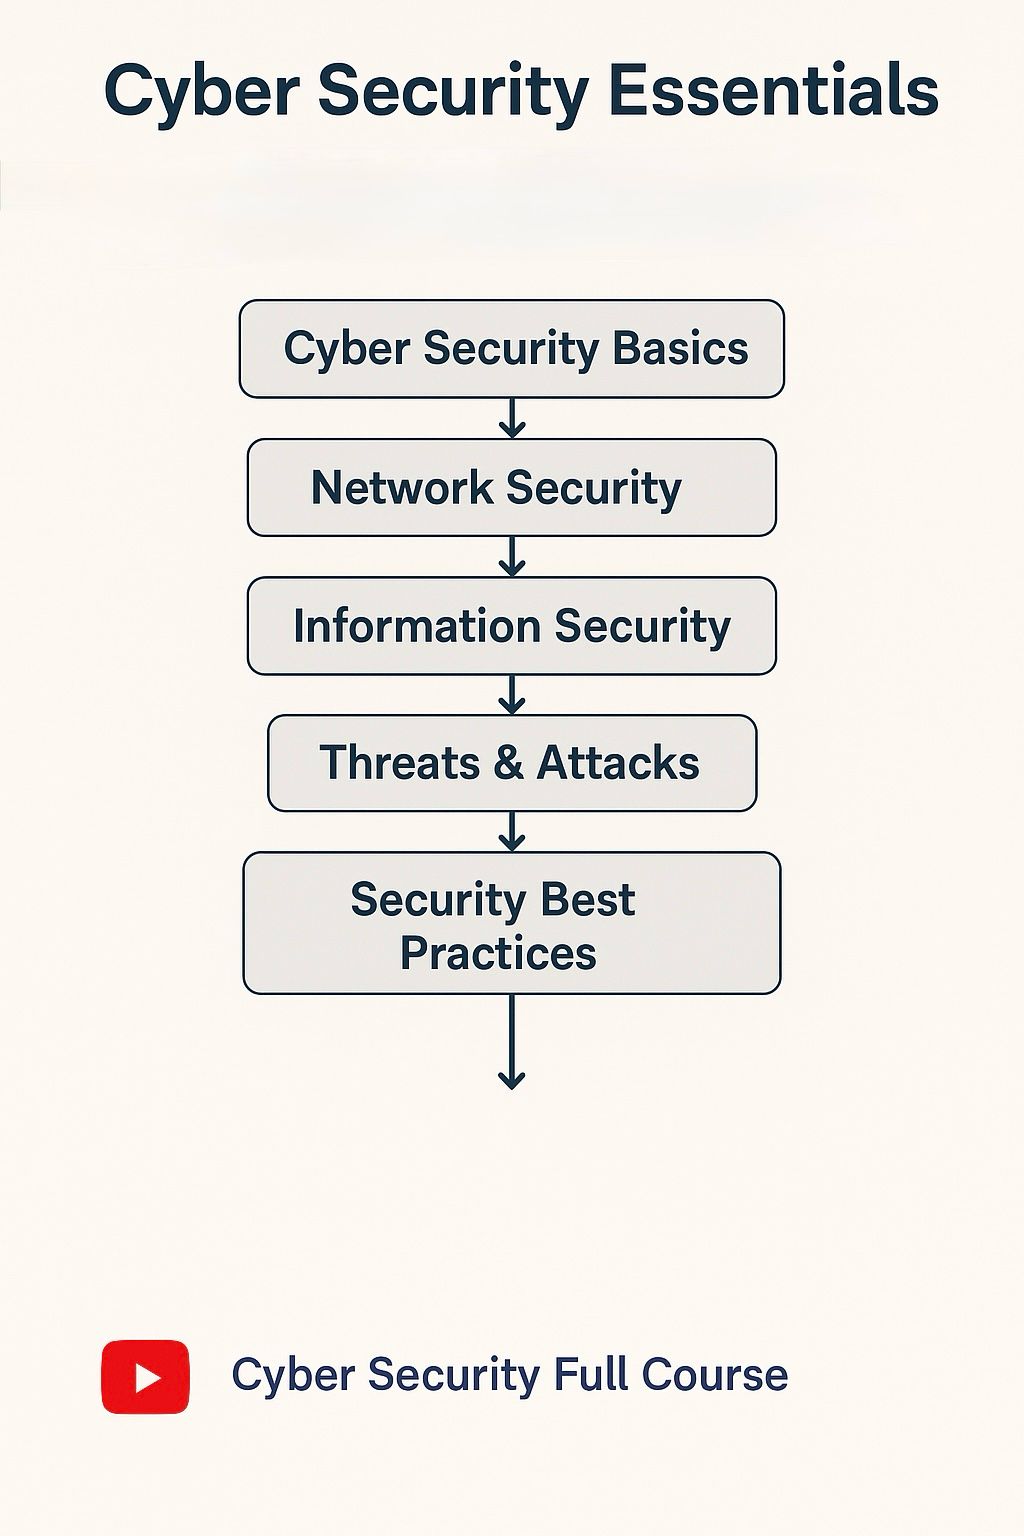 Cyber Security Essentials
Cyber Security Basics
Network Security
Information Security
Threats & Attacks
Security Best
Practices
Cyber Security Full Course